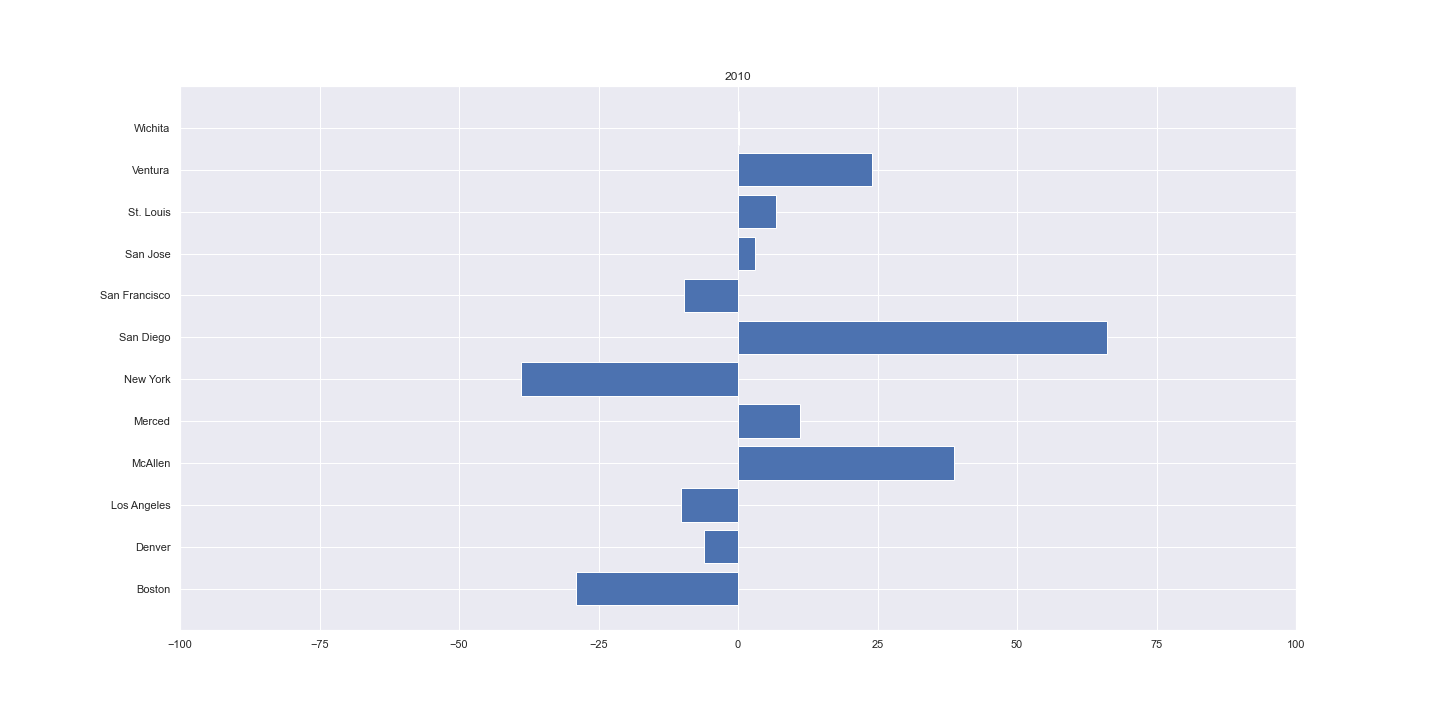 2010
Wichita
Ventura
St. Louis
San Jose
San Francisco
San Diego
New York
Merced
McAllen
Los Angeles
Denver
Boston
−100 −75 −50 −25 0 25 50 75 100